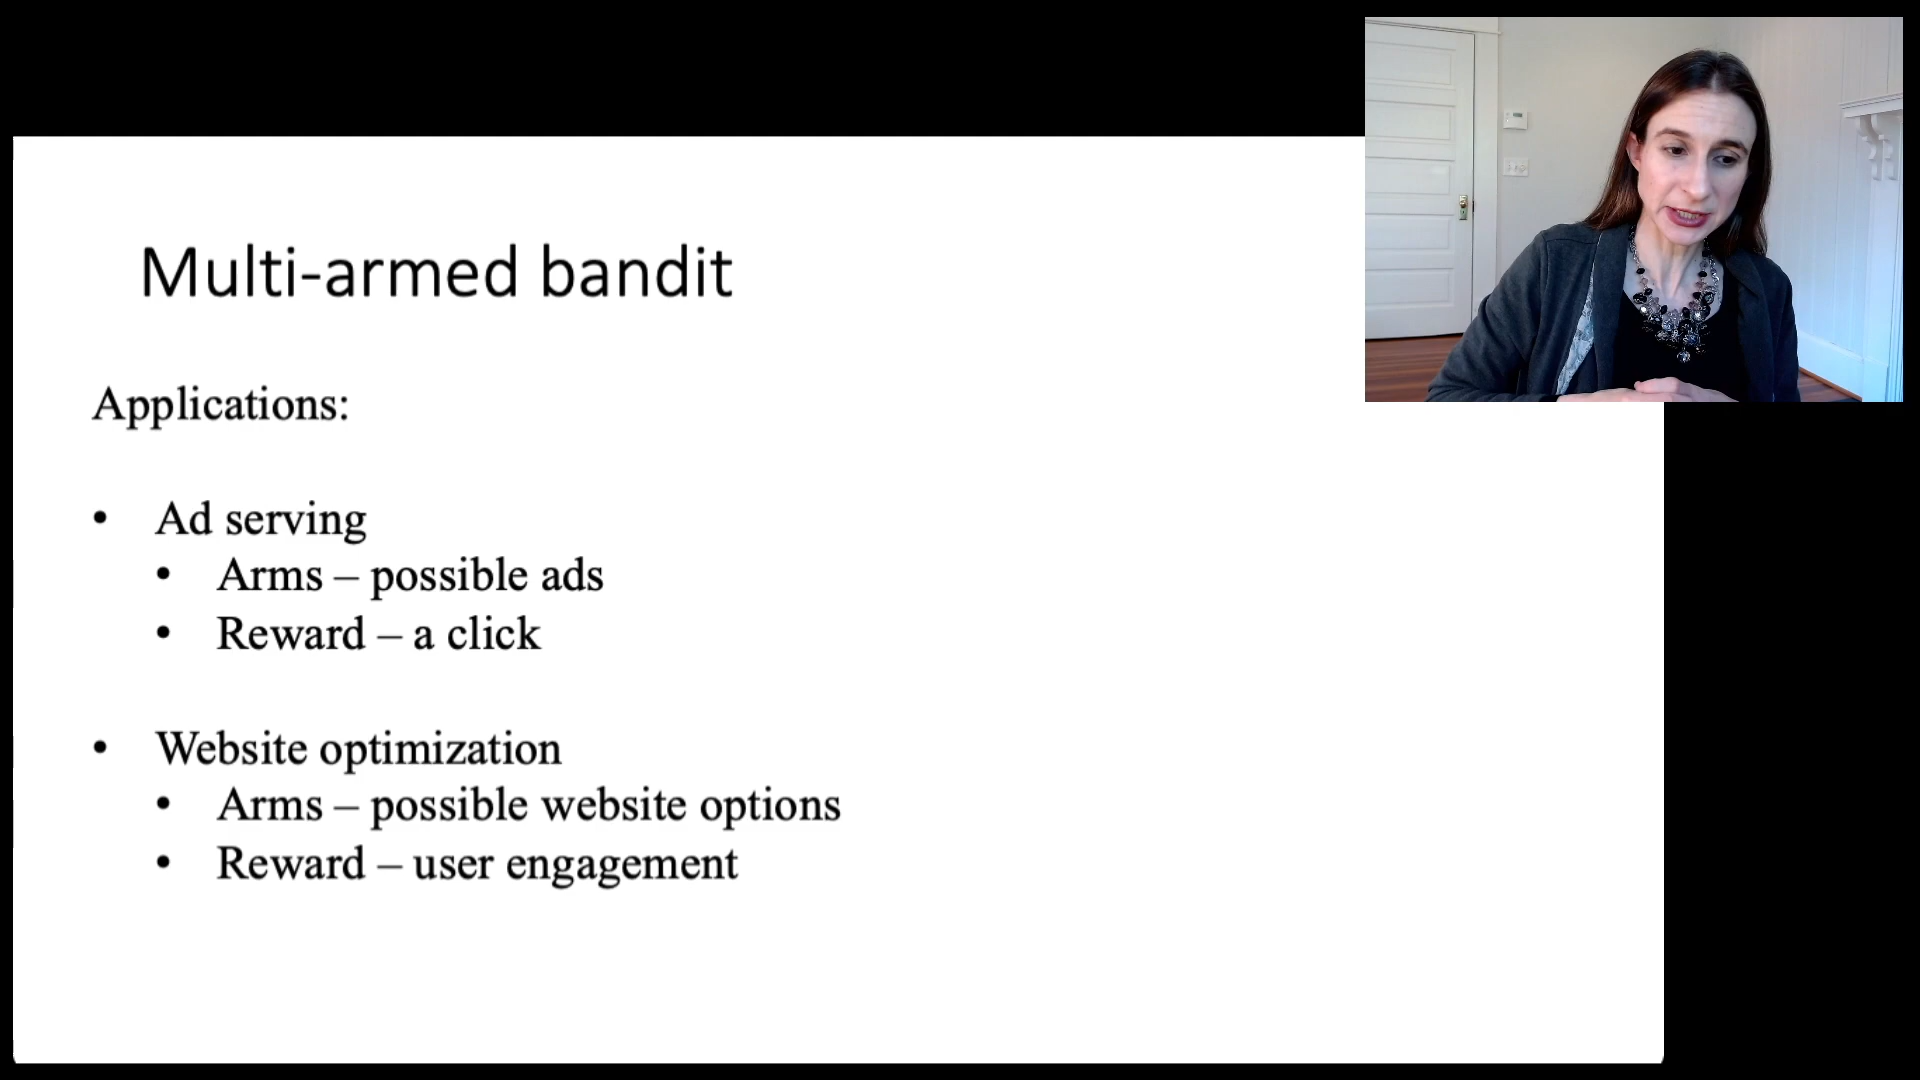 Multi-armed bandit
Applications:
• Ad serving
• Arms – possible ads
• Reward – a click
• Website optimization
• Arms – possible website options
• Reward – user engagement